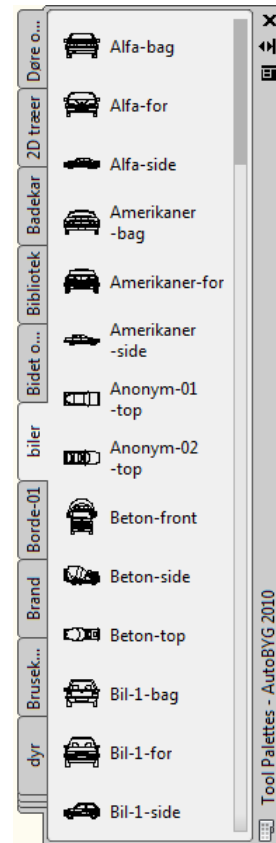 Døre o...
2D træer
Badekar
Bibliotek
Bidet o...
biler
Borde-01
Brand
Brusek...
dyr
Alfa-bag
Alfa-for
Alfa-side
Amerikaner
-bag
Amerikaner-for
Amerikaner
-side
Anonym-01
-top
Anonym-02
-top
Beton-front
Beton-side
Beton-top
Bil-1-bag
Bil-1-for
Bil-1-side
Tool Palettes - AutoBYG 2010